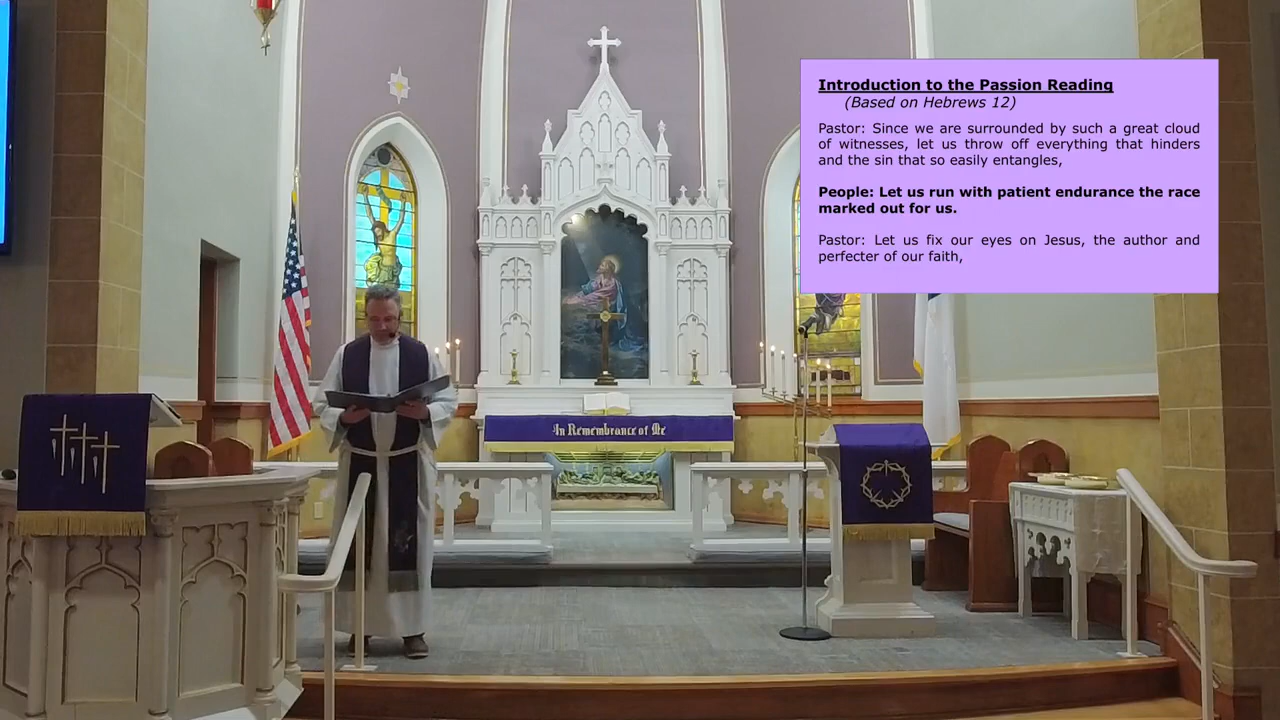 Introduction to the Passion Reading
(Based on Hebrews 12)
Pastor: Since we are surrounded by such a great cloud
of witnesses, let us throw off everything that hinders
and the sin that so easily entangles,
People: Let us run with patient endurance the race
marked out for us.
Pastor: Let us fix our eyes on Jesus, the author and
perfecter of our faith,
In Remembrance of Me